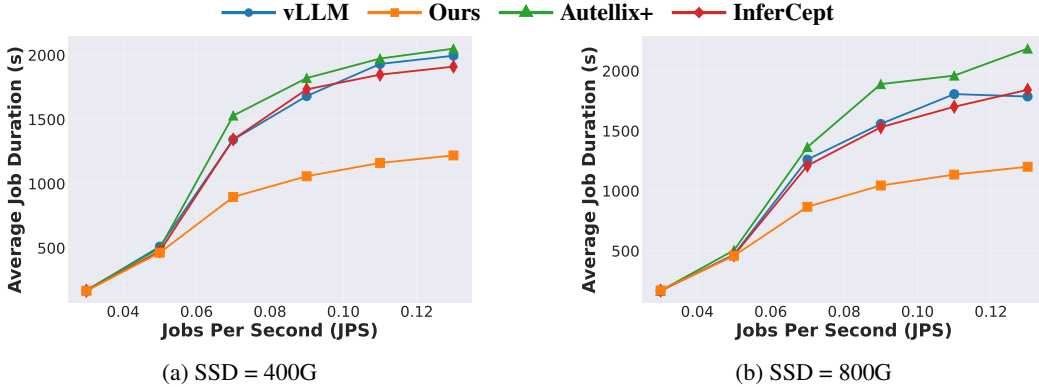 vLLM Ours Autellix+ InferCept
Average Job Duration (s)
2000
1500
1000
500
0.04 0.06 0.08 0.10 0.12
Jobs Per Second (JPS)
(a) SSD = 400G
Average Job Duration (s)
2000
1500
1000
500
0.04 0.06 0.08 0.10 0.12
Jobs Per Second (JPS)
(b) SSD = 800G